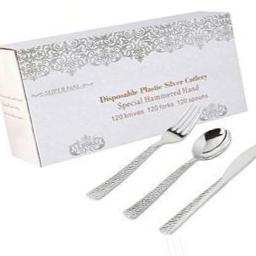 Disposable Plastic Silver Cutlery
Special Hammered Hand
120 knives 120 forks 120 spoons